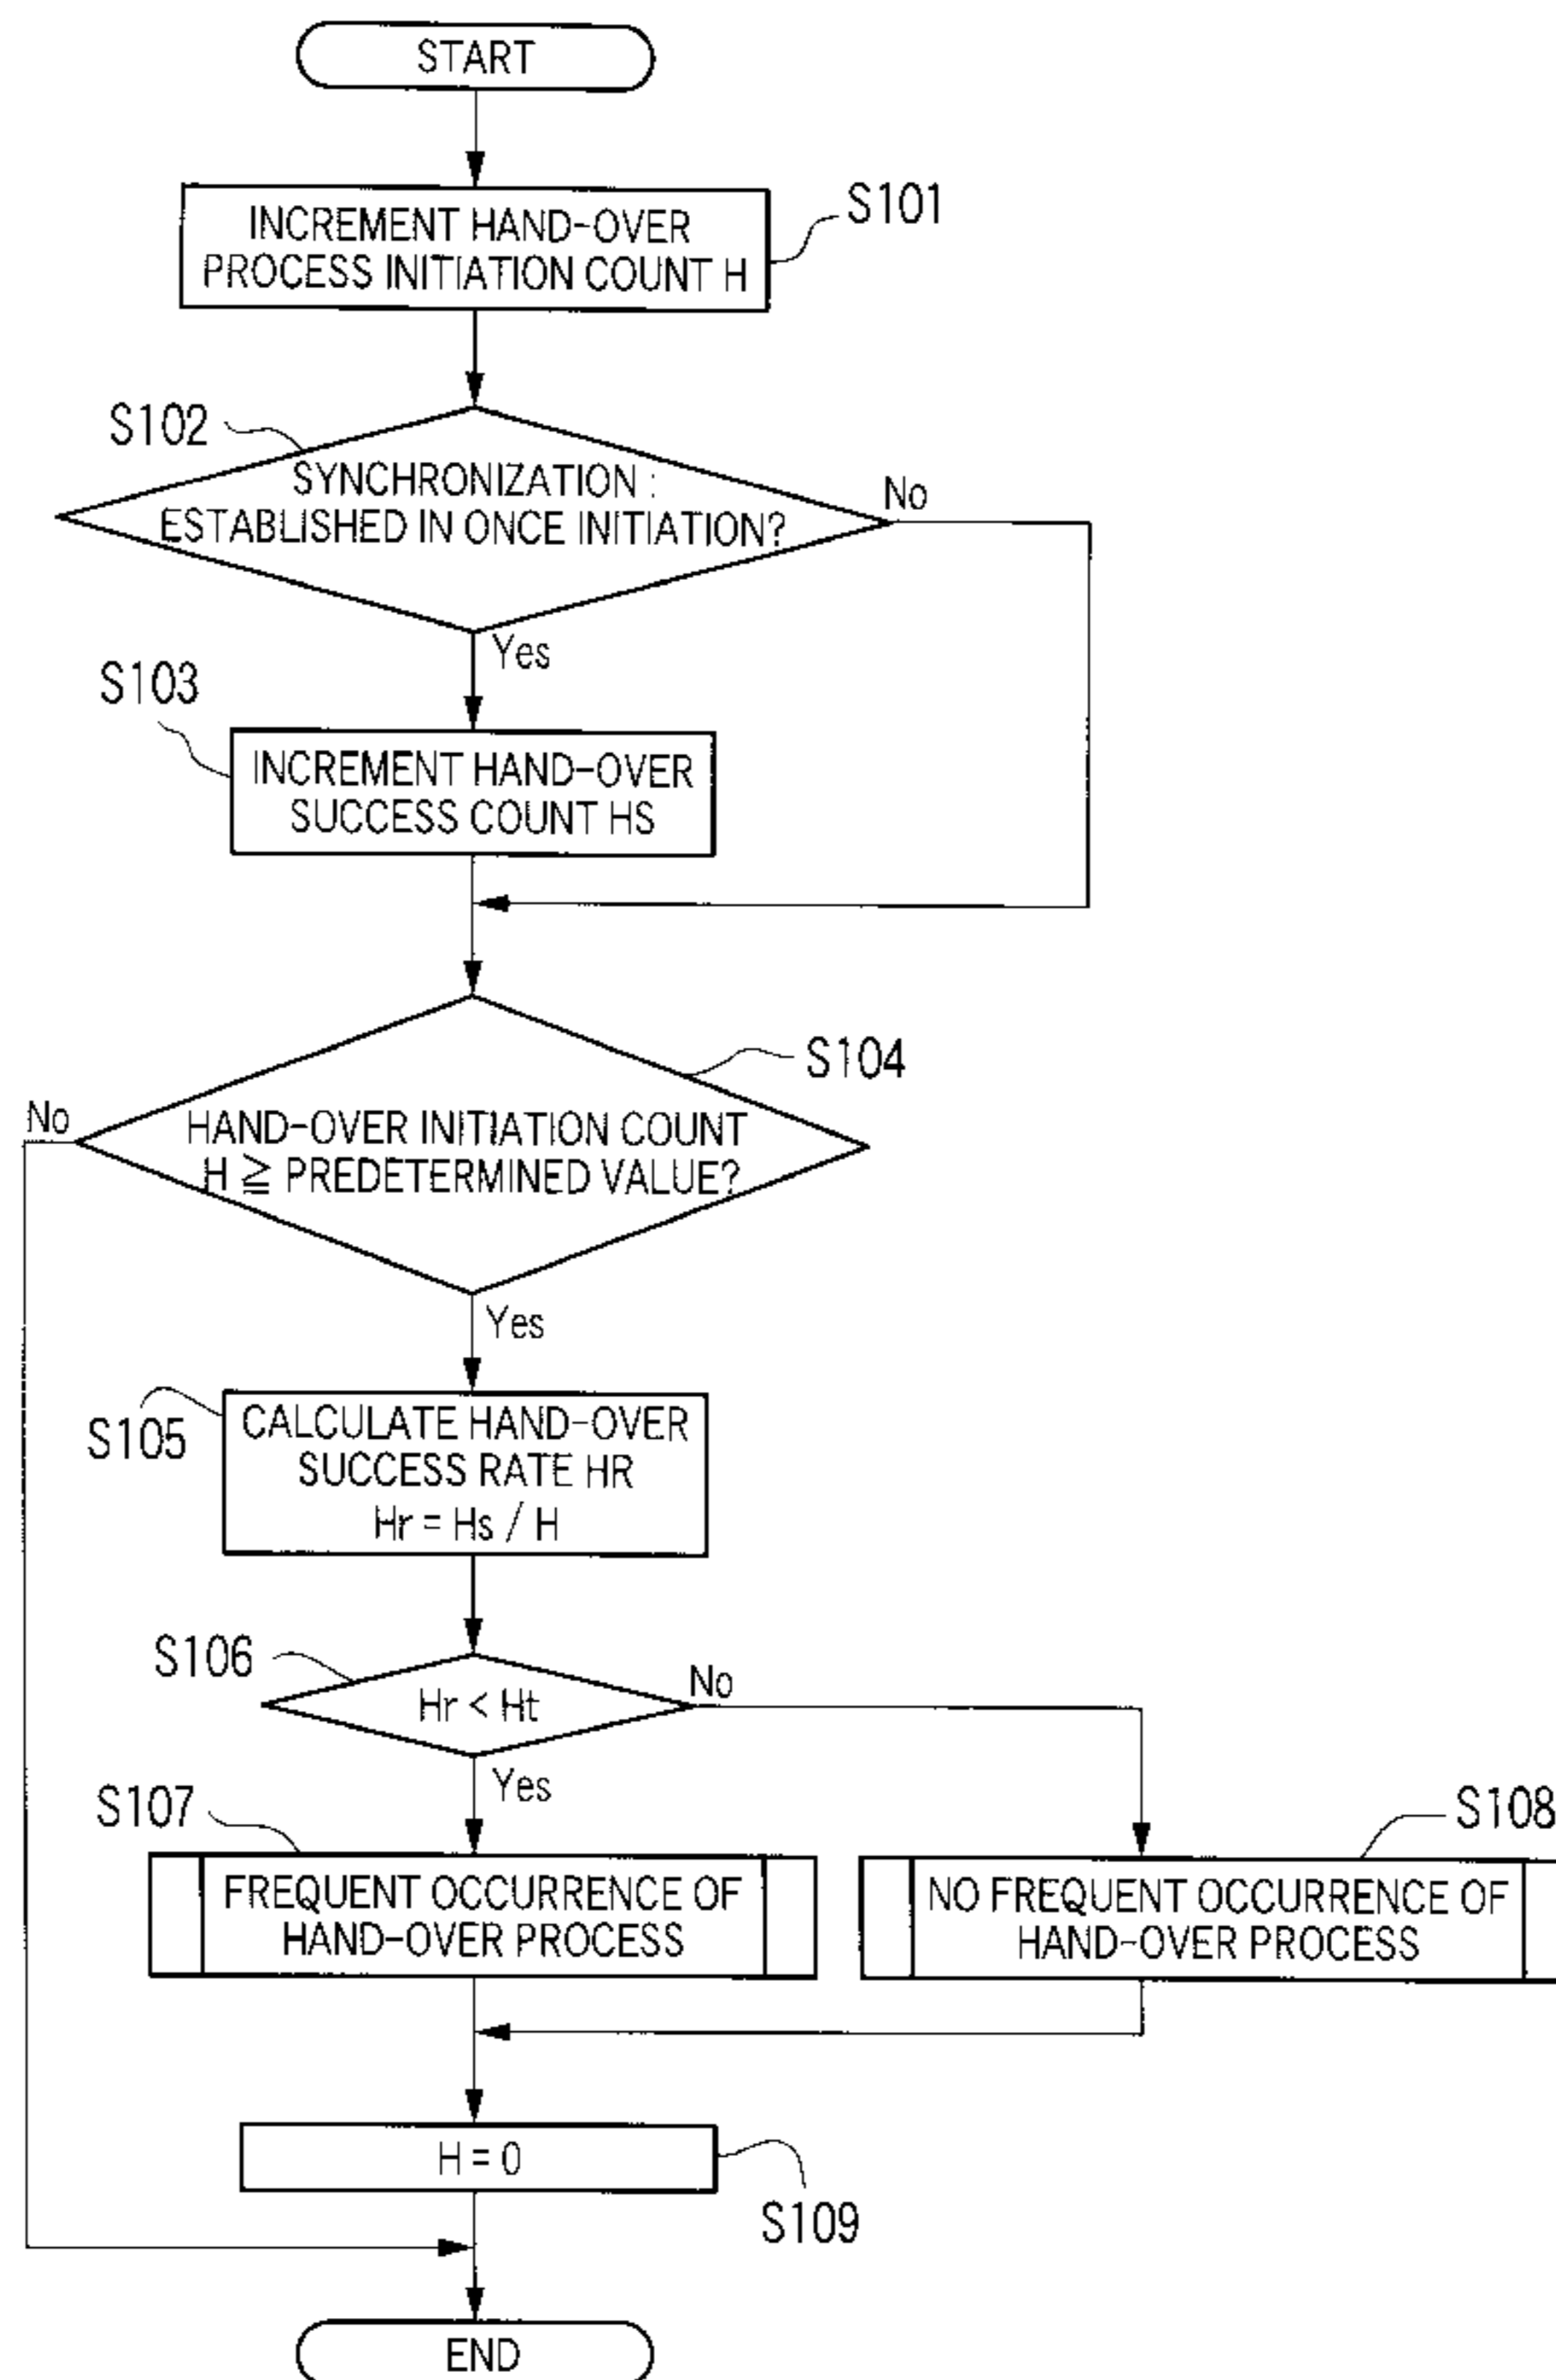 START
INCREMENT HAND-OVER
PROCESS INITIATION COUNT H
S101
S102
SYNCHRONIZATION :
ESTABLISHED IN ONCE INITIATION?
No
Yes
S103
INCREMENT HAND-OVER
SUCCESS COUNT HS
S104
No
HAND-OVER INITIATION COUNT
H ≧ PREDETERMINED VALUE?
Yes
S105
CALCULATE HAND-OVER
SUCCESS RATE HR
Hr = Hs / H
S106
Hr < Ht
No
Yes
S107
S108
FREQUENT OCCURRENCE OF
HAND-OVER PROCESS
NO FREQUENT OCCURRENCE OF
HAND-OVER PROCESS
H = 0
S109
END